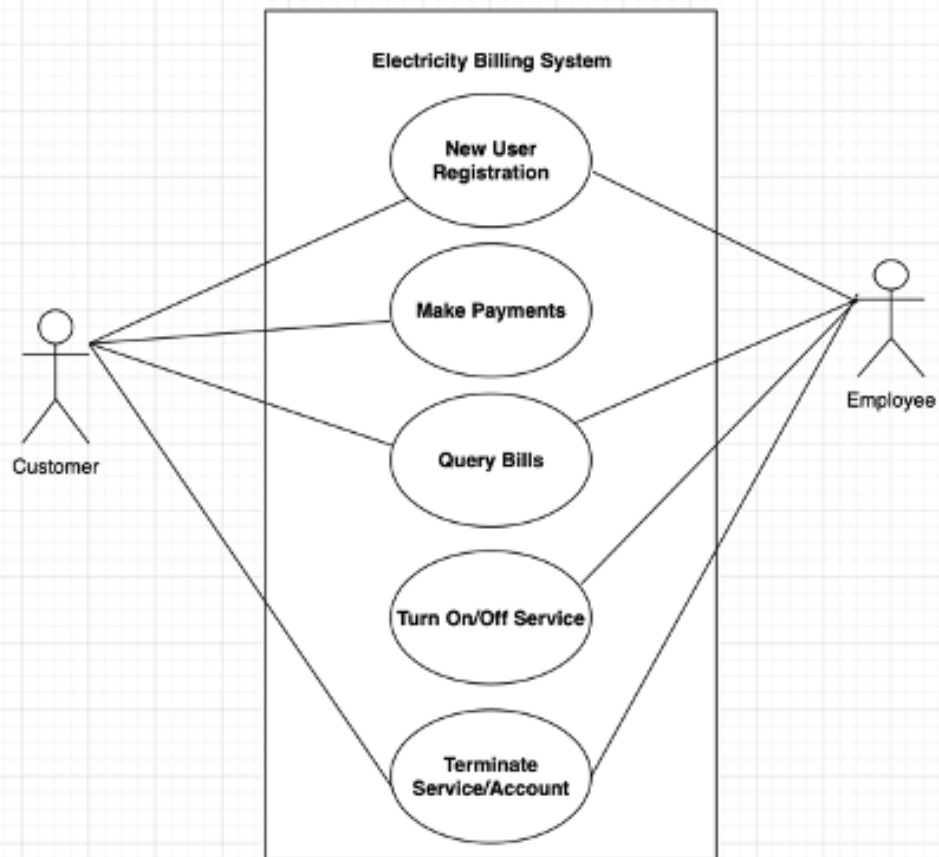 Electricity Billing System
New User
Registration
Make Payments
Employee
Query Bills
Customer
Turn On/Off Service
Terminate
Service/Account